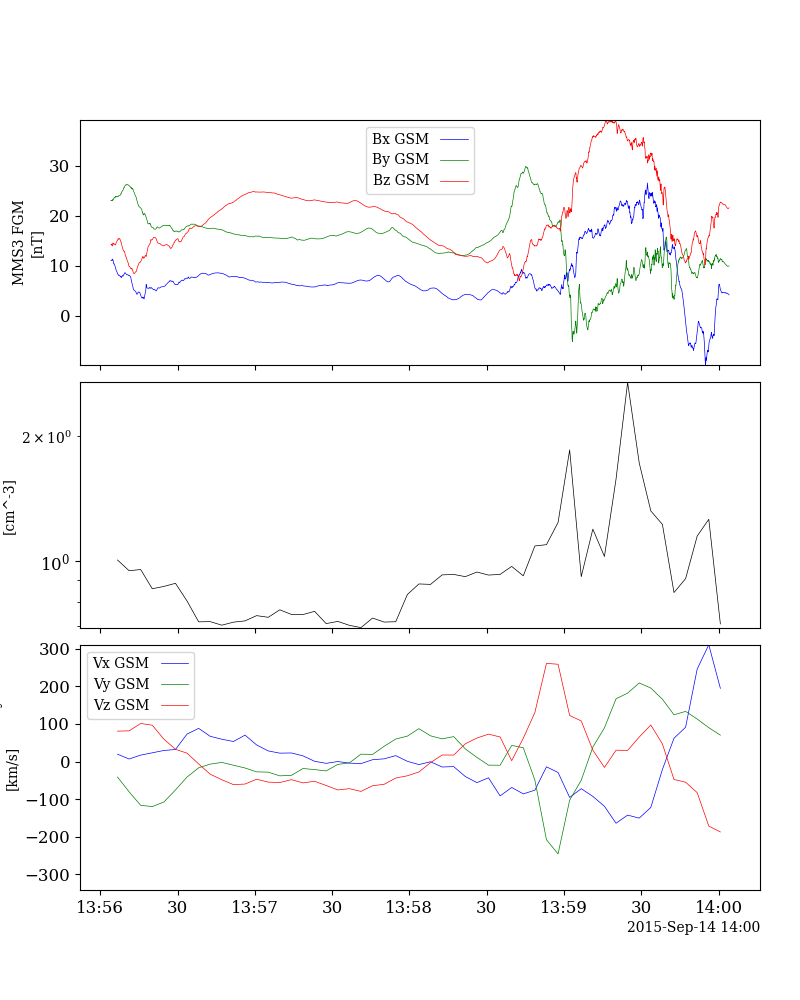 MMS3 FGM
[nT]
30
20
10
0
Bx GSM
By GSM
Bz GSM
[cm^-3]
2 × 10⁰
10⁰
[km/s]
300
200
100
0
−100
−200
−300
Vx GSM
Vy GSM
Vz GSM
13:56 30 13:57 30 13:58 30 13:59 30 14:00
2015-Sep-14 14:00